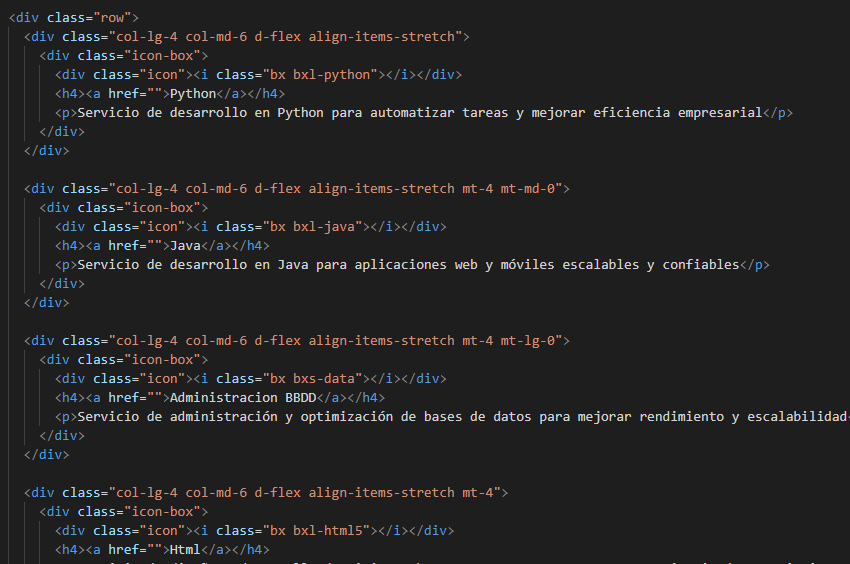 <div class="row">
<div class="col-lg-4 col-md-6 d-flex align-items-stretch">
<div class="icon-box">
<div class="icon"><i class="bx bxl-python"></i></div>
<h4><a href="">Python</a></h4>
<p>Servicio de desarrollo en Python para automatizar tareas y mejorar eficiencia empresarial</p>
</div>
</div>
<div class="col-lg-4 col-md-6 d-flex align-items-stretch mt-4 mt-md-0">
<div class="icon-box">
<div class="icon"><i class="bx bxl-java"></i></div>
<h4><a href="">Java</a></h4>
<p>Servicio de desarrollo en Java para aplicaciones web y móviles escalables y confiables</p>
</div>
</div>
<div class="col-lg-4 col-md-6 d-flex align-items-stretch mt-4 mt-lg-0">
<div class="icon-box">
<div class="icon"><i class="bx bxs-data"></i></div>
<h4><a href="">Administracion BBDD</a></h4>
<p>Servicio de administración y optimización de bases de datos para mejorar rendimiento y escalabilidad
</div>
</div>
<div class="col-lg-4 col-md-6 d-flex align-items-stretch mt-4">
<div class="icon-box">
<div class="icon"><i class="bx bxl-html5"></i></div>
<h4><a href="">Html</a></h4>